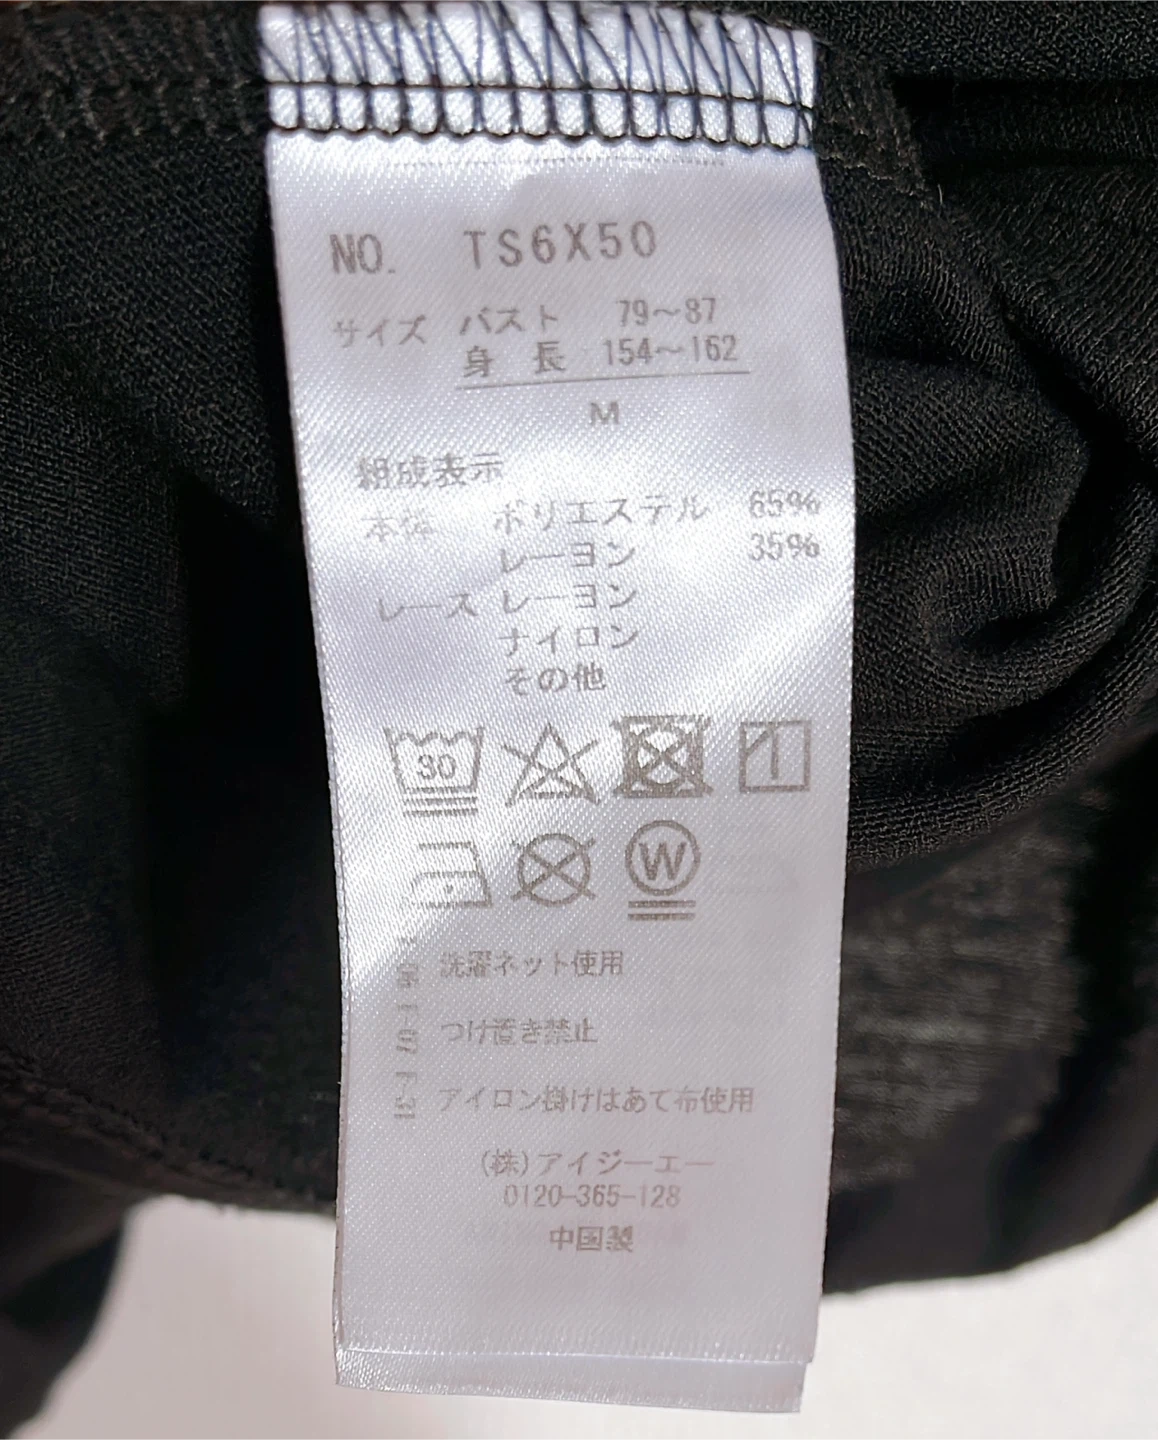 NO. TS6X50
サイズ バスト 79～87
身長 154～162
M
組成表示
本体 ポリエステル 65%
レーヨン 35%
レース レーヨン
ナイロン
その他
30
W
洗濯ネット使用
つけ置き禁止
アイロン掛けはあて布使用
(株)アイジーエー
0120-365-128
中国製